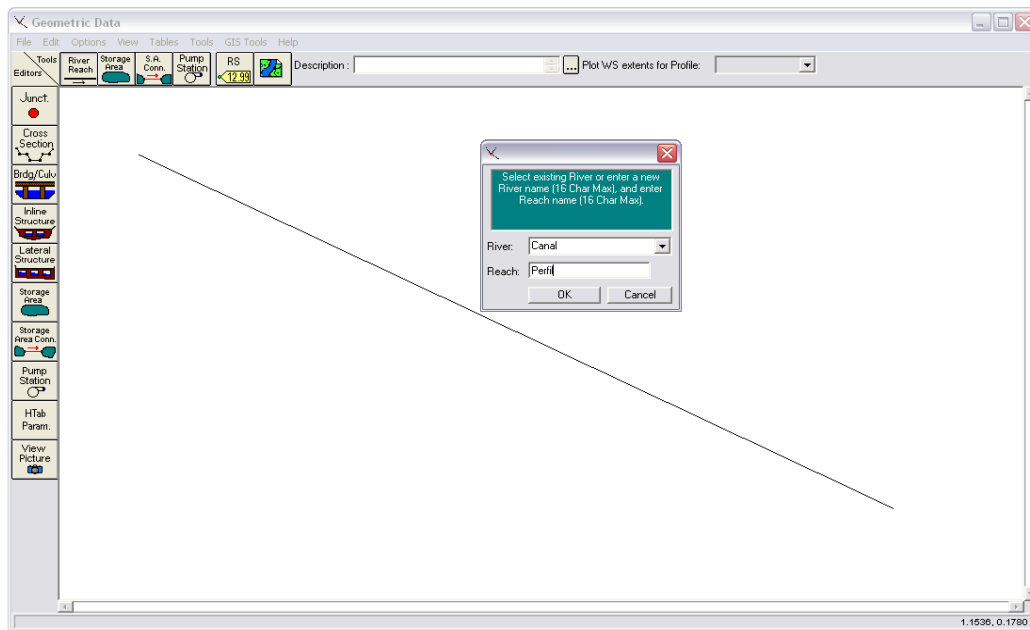 Geometric Data
File Edit Options View Tables Tools GIS Tools Help
Tools
Editors
River
Reach
Storage
Area
S.A.
Conn.
Pump
Station
RS
12.99
Description :
...
Plot WS extents for Profile:
Junct.
Cross
Section
Brdg/Culv
Inline
Structure
Lateral
Structure
Storage
Area
Storage
Area Conn.
Pump
Station
HTab
Param.
View
Picture
Select existing River or enter a new
River name (16 Char Max), and enter
Reach name (16 Char Max).
River: Canal
Reach: Perfil
OK Cancel
1.1536, 0.1780